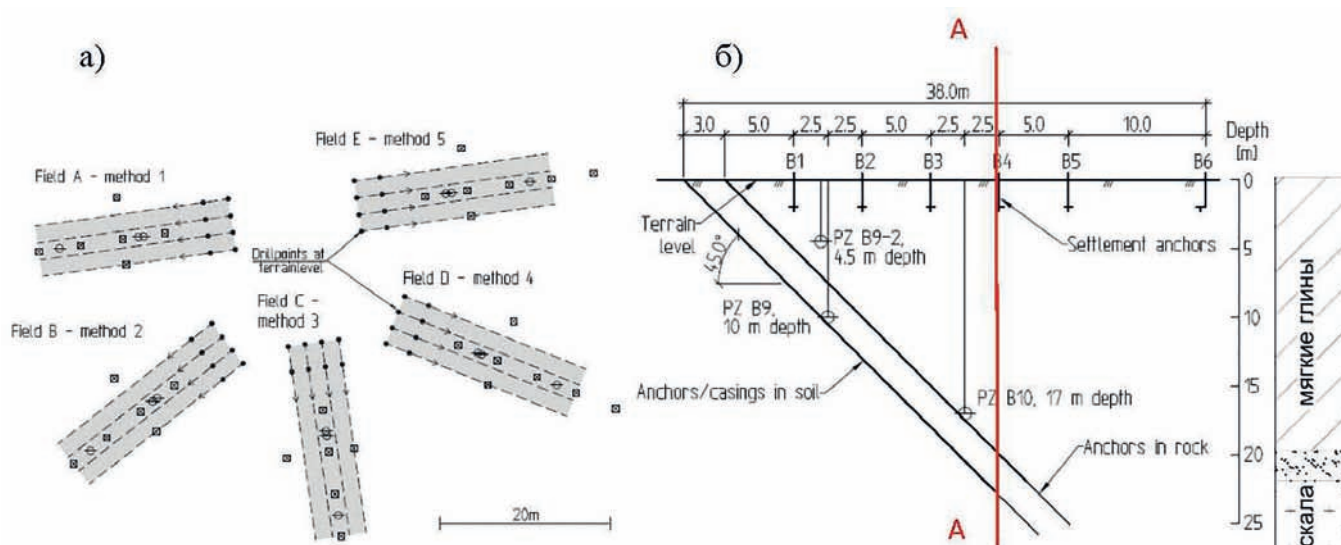 а)
Field E - method 5
Field A - method 1
Drillpoints at
terrainlevel
Field D - method 4
Field C -
method 3
Field B - method 2
20m
б)
A
38.0m
3.0 5.0 2.5 2.5 5.0 2.5 2.5 5.0 10.0
Depth
[m]
B1 B2 B3 B4 B5 B6
0
Terrain
level
PZ B9-2,
4.5 m depth
Settlement anchors
5
45.0°
PZ B9,
10 m depth
10
Anchors/casings in soil
15
PZ B10, 17 m depth
Anchors in rock
20
25
A
мягкие глины
скала